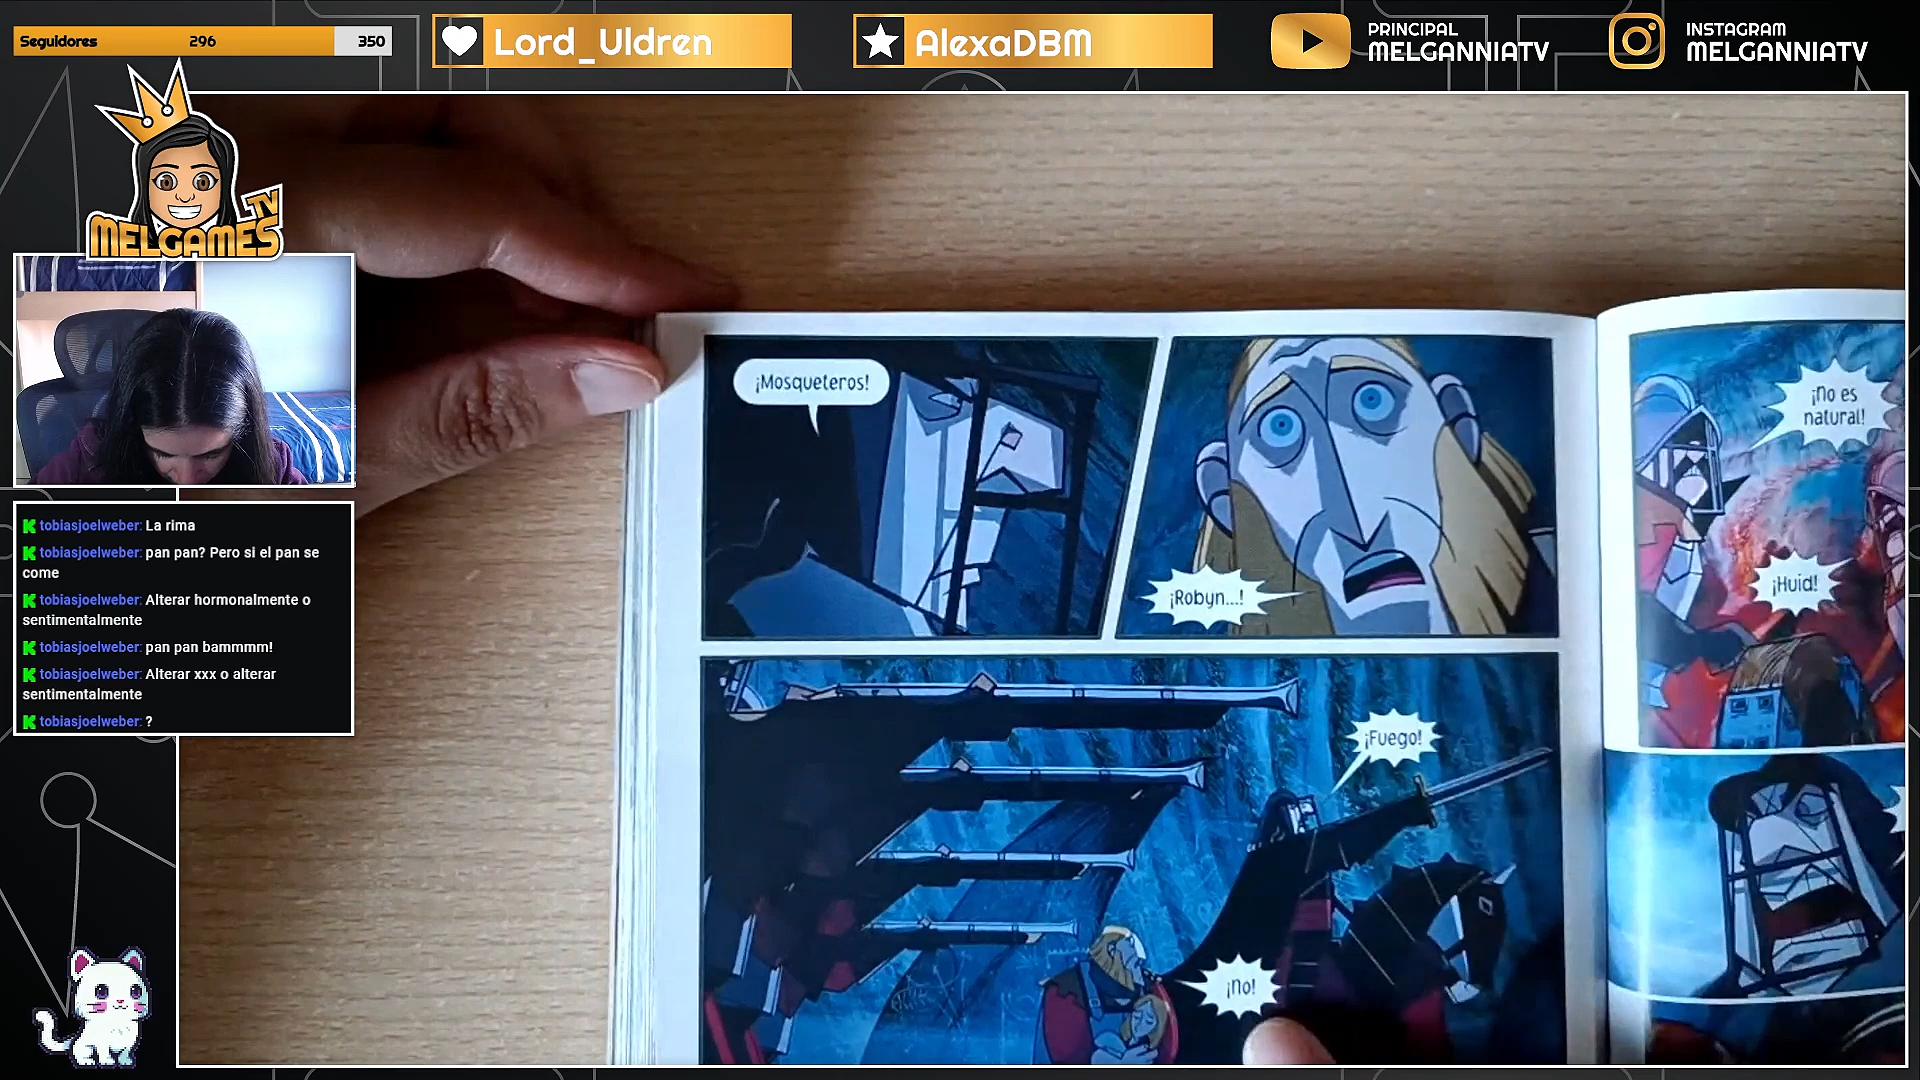 Seguidores 296 350
Lord_Uldren
AlexaDBM
PRINCIPAL
MELGANNIATV
INSTAGRAM
MELGANNIATV
MELGAMES
TV
tobiasjoelweber: La rima
tobiasjoelweber: pan pan? Pero si el pan se
come
tobiasjoelweber: Alterar hormonalmente o
sentimentalmente
tobiasjoelweber: pan pan bammmm!
tobiasjoelweber: Alterar xxx o alterar
sentimentalmente
tobiasjoelweber: ?
¡Mosqueteros!
¡Robyn...!
¡Fuego!
¡No!
¡No es
natural!
¡Huid!